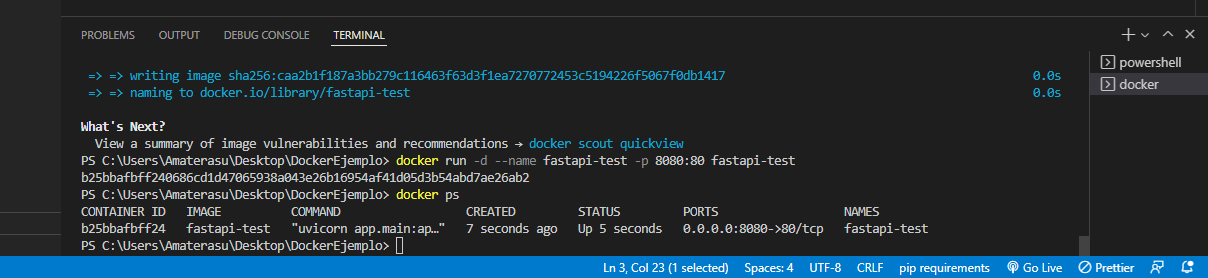 PROBLEMS OUTPUT DEBUG CONSOLE TERMINAL
=> => writing image sha256:caa2b1f187a3bb279c116463f63d3f1ea7270772453c5194226f5067f0db1417 0.0s
=> => naming to docker.io/library/fastapi-test 0.0s
powershell
docker
What's Next?
View a summary of image vulnerabilities and recommendations → docker scout quickview
PS C:\Users\Amaterasu\Desktop\DockerEjemplo> docker run -d --name fastapi-test -p 8080:80 fastapi-test
b25bbafbff240686cd1d47065938a043e26b16954af41d05d3b54abd7ae26ab2
PS C:\Users\Amaterasu\Desktop\DockerEjemplo> docker ps
CONTAINER ID IMAGE COMMAND CREATED STATUS PORTS NAMES
b25bbafbff24 fastapi-test "uvicorn app.main:ap…" 7 seconds ago Up 5 seconds 0.0.0.0:8080->80/tcp fastapi-test
PS C:\Users\Amaterasu\Desktop\DockerEjemplo>
Ln 3, Col 23 (1 selected) Spaces: 4 UTF-8 CRLF pip requirements Go Live Prettier